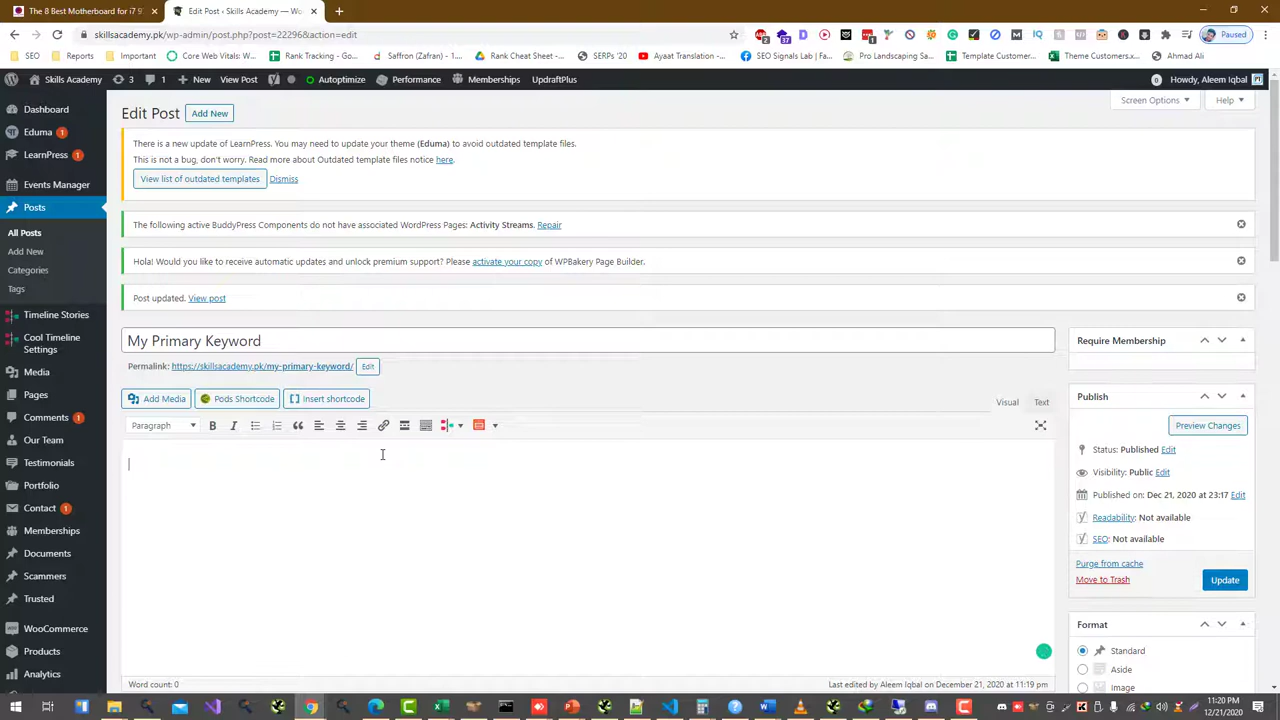 The 8 Best Motherboard for i7 9
Edit Post ‹ Skills Academy — Wo
skillsacademy.pk/wp-admin/post.php?post=22296&action=edit
Paused
SEO
Reports
Important
Core Web Vitals: W...
Rank Tracking - Go...
Saffron (Zafran) - 1....
Rank Cheat Sheet -...
SERPs '20
Ayaat Translation -...
SEO Signals Lab | Fa...
Pro Landscaping Sa...
Template Customer...
Theme Customers.x...
Ahmad Ali
Skills Academy
3
1
New
View Post
Autoptimize
Performance
Memberships
UpdraftPlus
0
Howdy, Aleem Iqbal
Dashboard
Eduma 1
LearnPress 1
Events Manager
Posts
All Posts
Add New
Categories
Tags
Timeline Stories
Cool Timeline
Settings
Media
Pages
Comments 1
Our Team
Testimonials
Portfolio
Contact 1
Memberships
Documents
Scammers
Trusted
WooCommerce
Products
Analytics
Edit Post
Add New
Screen Options
Help
There is a new update of LearnPress. You may need to update your theme (Eduma) to avoid outdated template files.
This is not a bug, don't worry. Read more about Outdated template files notice here.
View list of outdated templates
Dismiss
The following active BuddyPress Components do not have associated WordPress Pages: Activity Streams. Repair
Hola! Would you like to receive automatic updates and unlock premium support? Please activate your copy of WPBakery Page Builder.
Post updated. View post
My Primary Keyword
Permalink: https://skillsacademy.pk/my-primary-keyword/
Edit
Add Media
Pods Shortcode
Insert shortcode
Visual
Text
Paragraph
B
I
Word count: 0
Last edited by Aleem Iqbal on December 21, 2020 at 11:19 pm
Require Membership
Publish
Preview Changes
Status: Published Edit
Visibility: Public Edit
Published on: Dec 21, 2020 at 23:17 Edit
Readability: Not available
SEO: Not available
Purge from cache
Move to Trash
Update
Format
Standard
Aside
Image
11:20 PM
12/21/2020